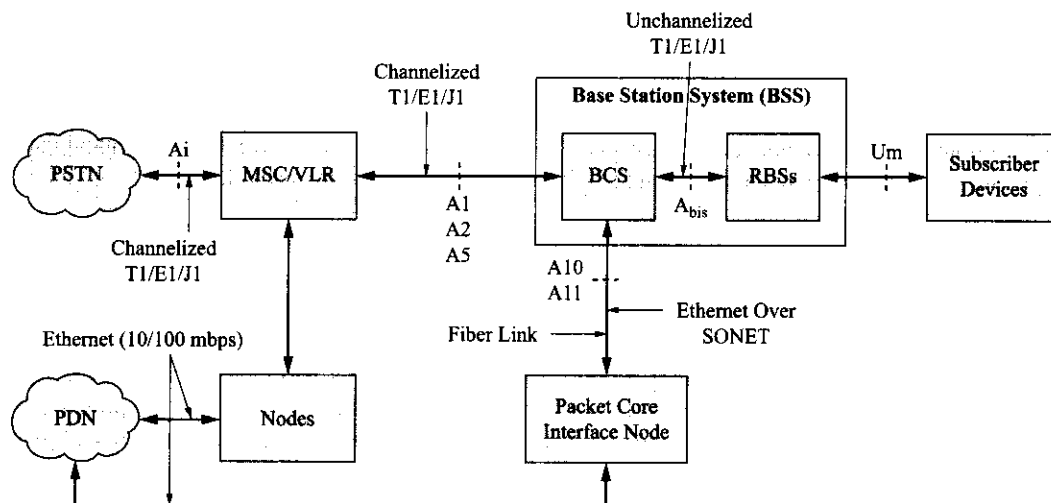 Unchannelized
T1/E1/J1
Channelized
T1/E1/J1
Base Station System (BSS)
PSTN
Ai
MSC/VLR
BCS
RBSs
Um
Subscriber
Devices
A1
A2
A5
Abis
Channelized
T1/E1/J1
A10
A11
Ethernet Over
SONET
Fiber Link
Ethernet (10/100 mbps)
PDN
Nodes
Packet Core
Interface Node